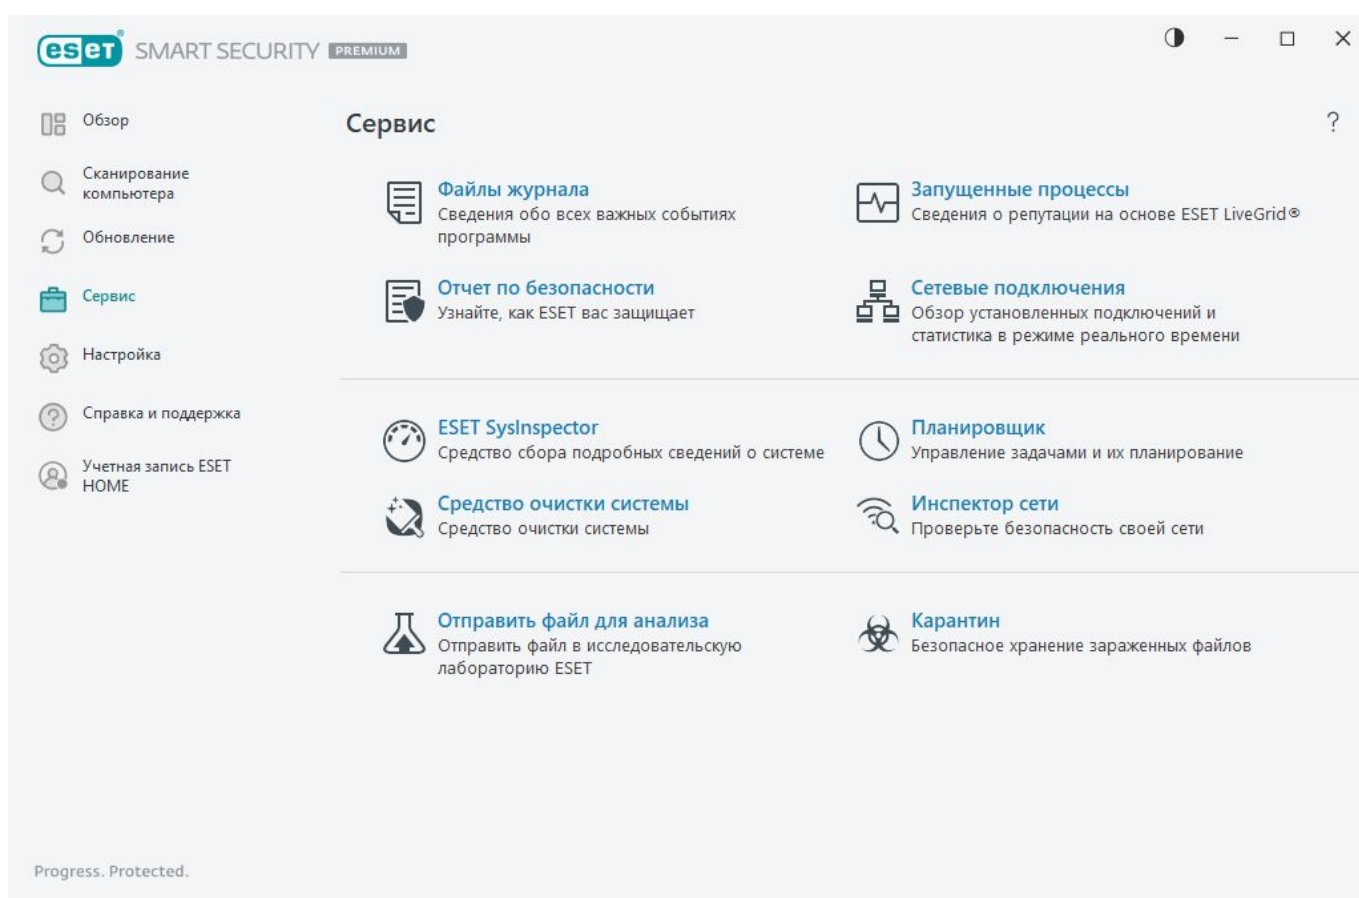 eset SMART SECURITY PREMIUM
Обзор
Сканирование
компьютера
Обновление
Сервис
Настройка
Справка и поддержка
Учетная запись ESET
HOME
Сервис
?
Файлы журнала
Сведения обо всех важных событиях
программы
Запущенные процессы
Сведения о репутации на основе ESET LiveGrid®
Отчет по безопасности
Узнайте, как ESET вас защищает
Сетевые подключения
Обзор установленных подключений и
статистика в режиме реального времени
ESET SysInspector
Средство сбора подробных сведений о системе
Планировщик
Управление задачами и их планирование
Средство очистки системы
Средство очистки системы
Инспектор сети
Проверьте безопасность своей сети
Отправить файл для анализа
Отправить файл в исследовательскую
лабораторию ESET
Карантин
Безопасное хранение зараженных файлов
Progress. Protected.